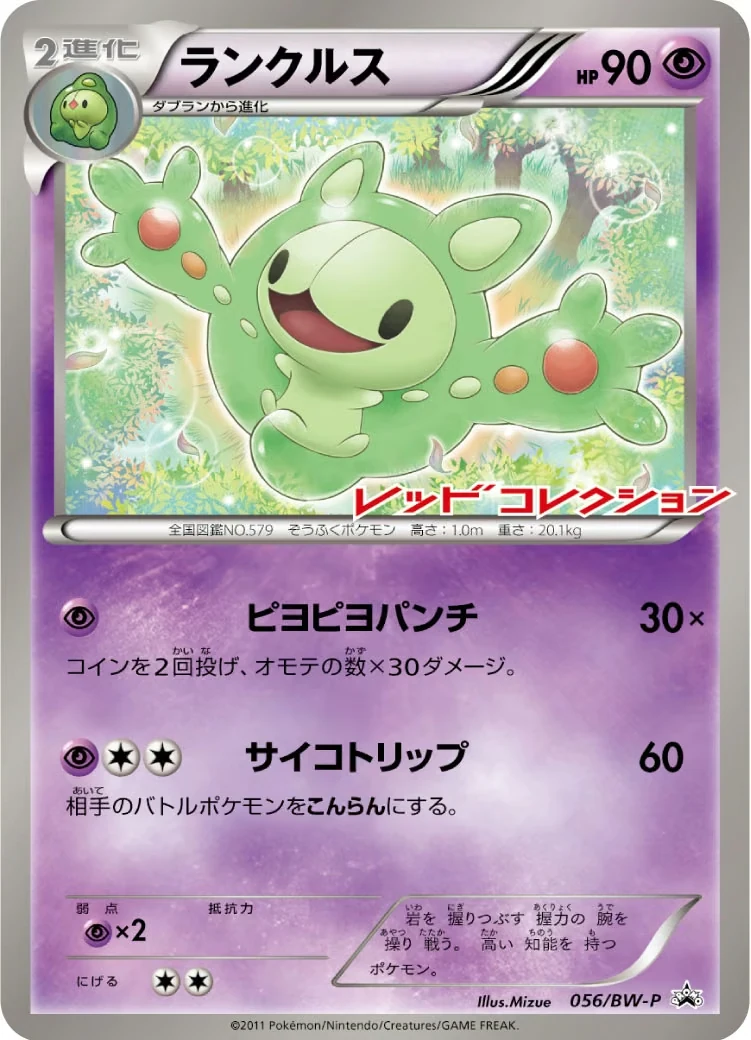 2進化
ランクルス
HP90
ダブランから進化
レッドコレクション
全国図鑑NO.579 ぞうふくポケモン 高さ：1.0m 重さ：20.1kg
ピヨピヨパンチ 30×
コインを2回投げ、オモテの数×30ダメージ。
サイコトリップ 60
相手のバトルポケモンをこんらんにする。
弱点 抵抗力
×2
にげる
岩を 握りつぶす 握力の 腕を
操り 戦う。 高い 知能を 持つ
ポケモン。
Illus.Mizue 056/BW-P
©2011 Pokémon/Nintendo/Creatures/GAME FREAK.